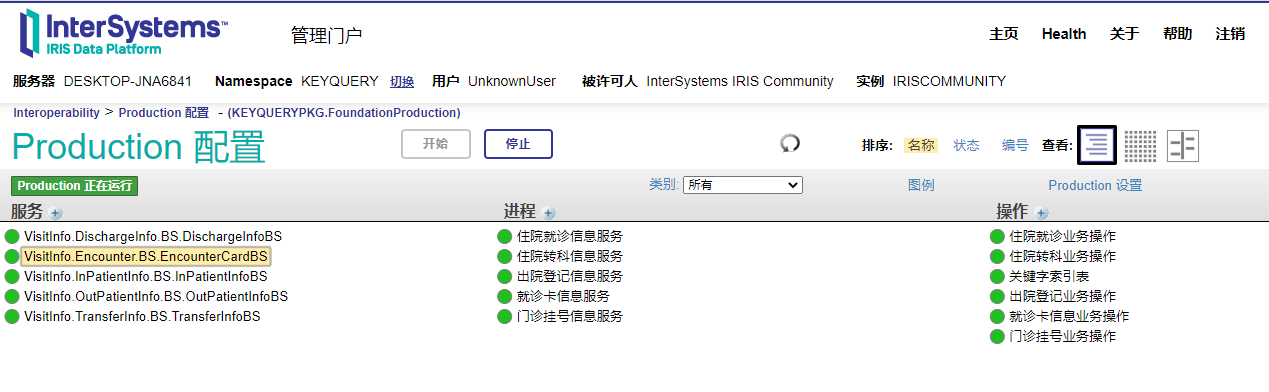 InterSystems™
IRIS Data Platform
管理门户
主页 Health 关于 帮助 注销
服务器 DESKTOP-JNA6841 Namespace KEYQUERY 切换 用户 UnknownUser 被许可人 InterSystems IRIS Community 实例 IRISCOMMUNITY
Interoperability > Production 配置 - (KEYQUERYPKG.FoundationProduction)
Production 配置 开始 停止 排序: 名称 状态 编号 查看:
Production 正在运行 类别: 所有 图例 Production 设置
服务 进程 操作
VisitInfo.DischargeInfo.BS.DischargeInfoBS 住院就诊信息服务 住院就诊业务操作
VisitInfo.Encounter.BS.EncounterCardBS 住院转科信息服务 住院转科业务操作
VisitInfo.InPatientInfo.BS.InPatientInfoBS 出院登记信息服务 关键字索引表
VisitInfo.OutPatientInfo.BS.OutPatientInfoBS 就诊卡信息服务 出院登记业务操作
VisitInfo.TransferInfo.BS.TransferInfoBS 门诊挂号信息服务 就诊卡信息业务操作
门诊挂号业务操作